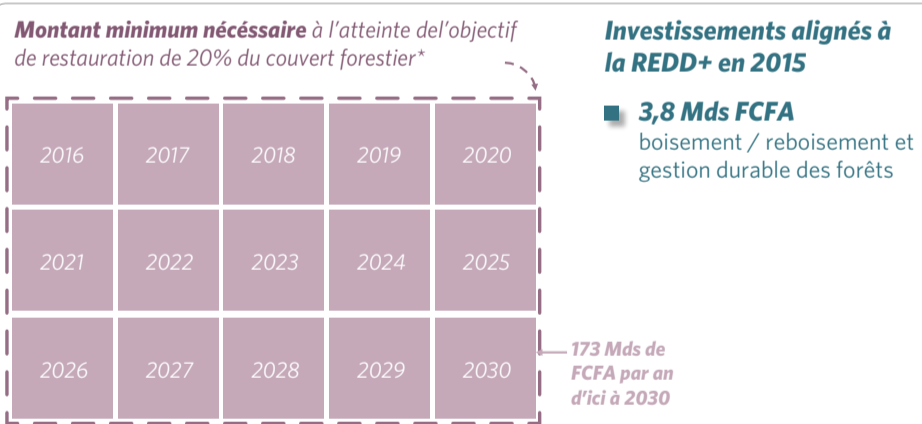 Montant minimum nécéssaire à l'atteinte del'objectif
de restauration de 20% du couvert forestier*
2016 2017 2018 2019 2020
2021 2022 2023 2024 2025
2026 2027 2028 2029 2030
173 Mds de
FCFA par an
d'ici à 2030
Investissements alignés à
la REDD+ en 2015
3,8 Mds FCFA
boisement / reboisement et
gestion durable des forêts